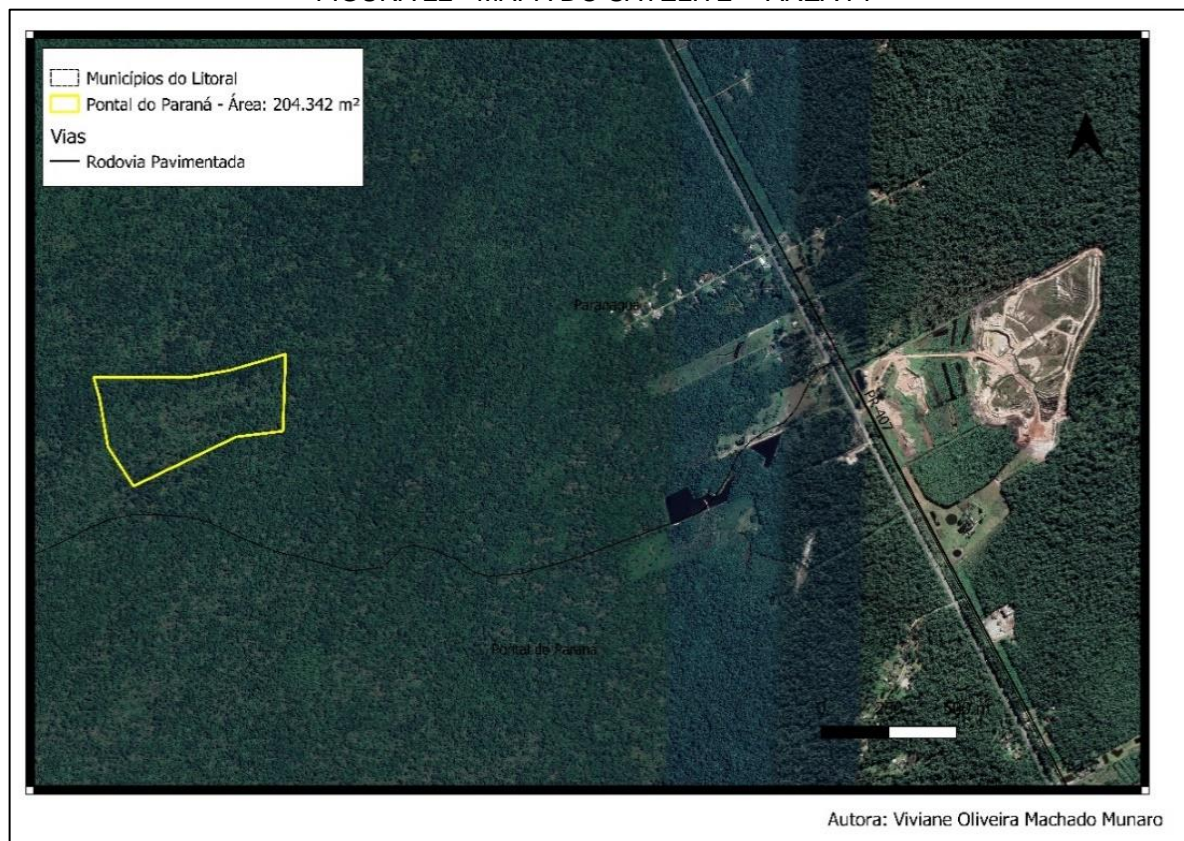 Municípios do Litoral
Pontal do Paraná - Área: 204.342 m²
Vias
Rodovia Pavimentada
Paranaguá
PR-407
Pontal do Paraná
0
Autora: Viviane Oliveira Machado Munaro